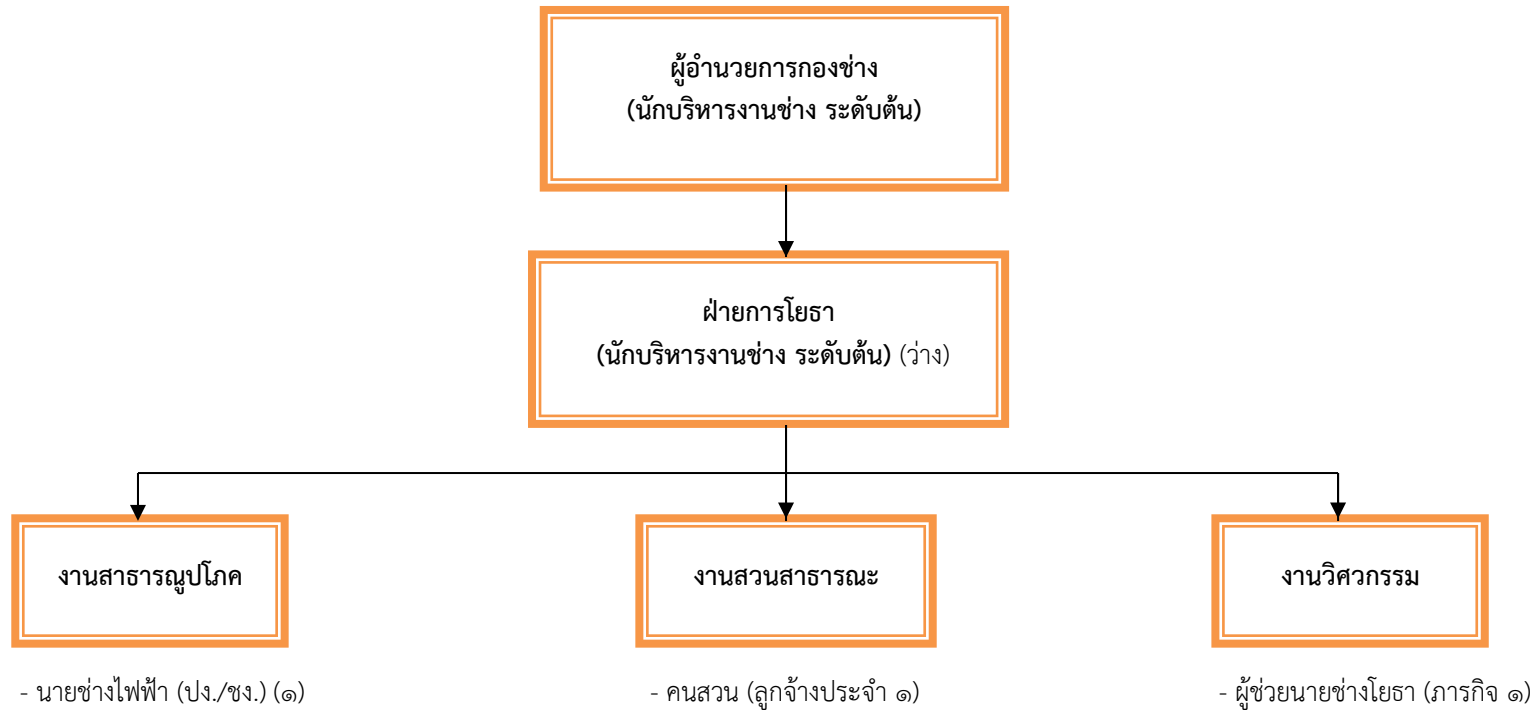 ผู้อำนวยการกองช่าง
(นักบริหารงานช่าง ระดับต้น)
ฝ่ายการโยธา
(นักบริหารงานช่าง ระดับต้น) (ว่าง)
งานสาธารณูปโภค
งานสวนสาธารณะ
งานวิศวกรรม
- นายช่างไฟฟ้า (ปง./ชง.) (๑)
- คนสวน (ลูกจ้างประจำ ๑)
- ผู้ช่วยนายช่างโยธา (ภารกิจ ๑)